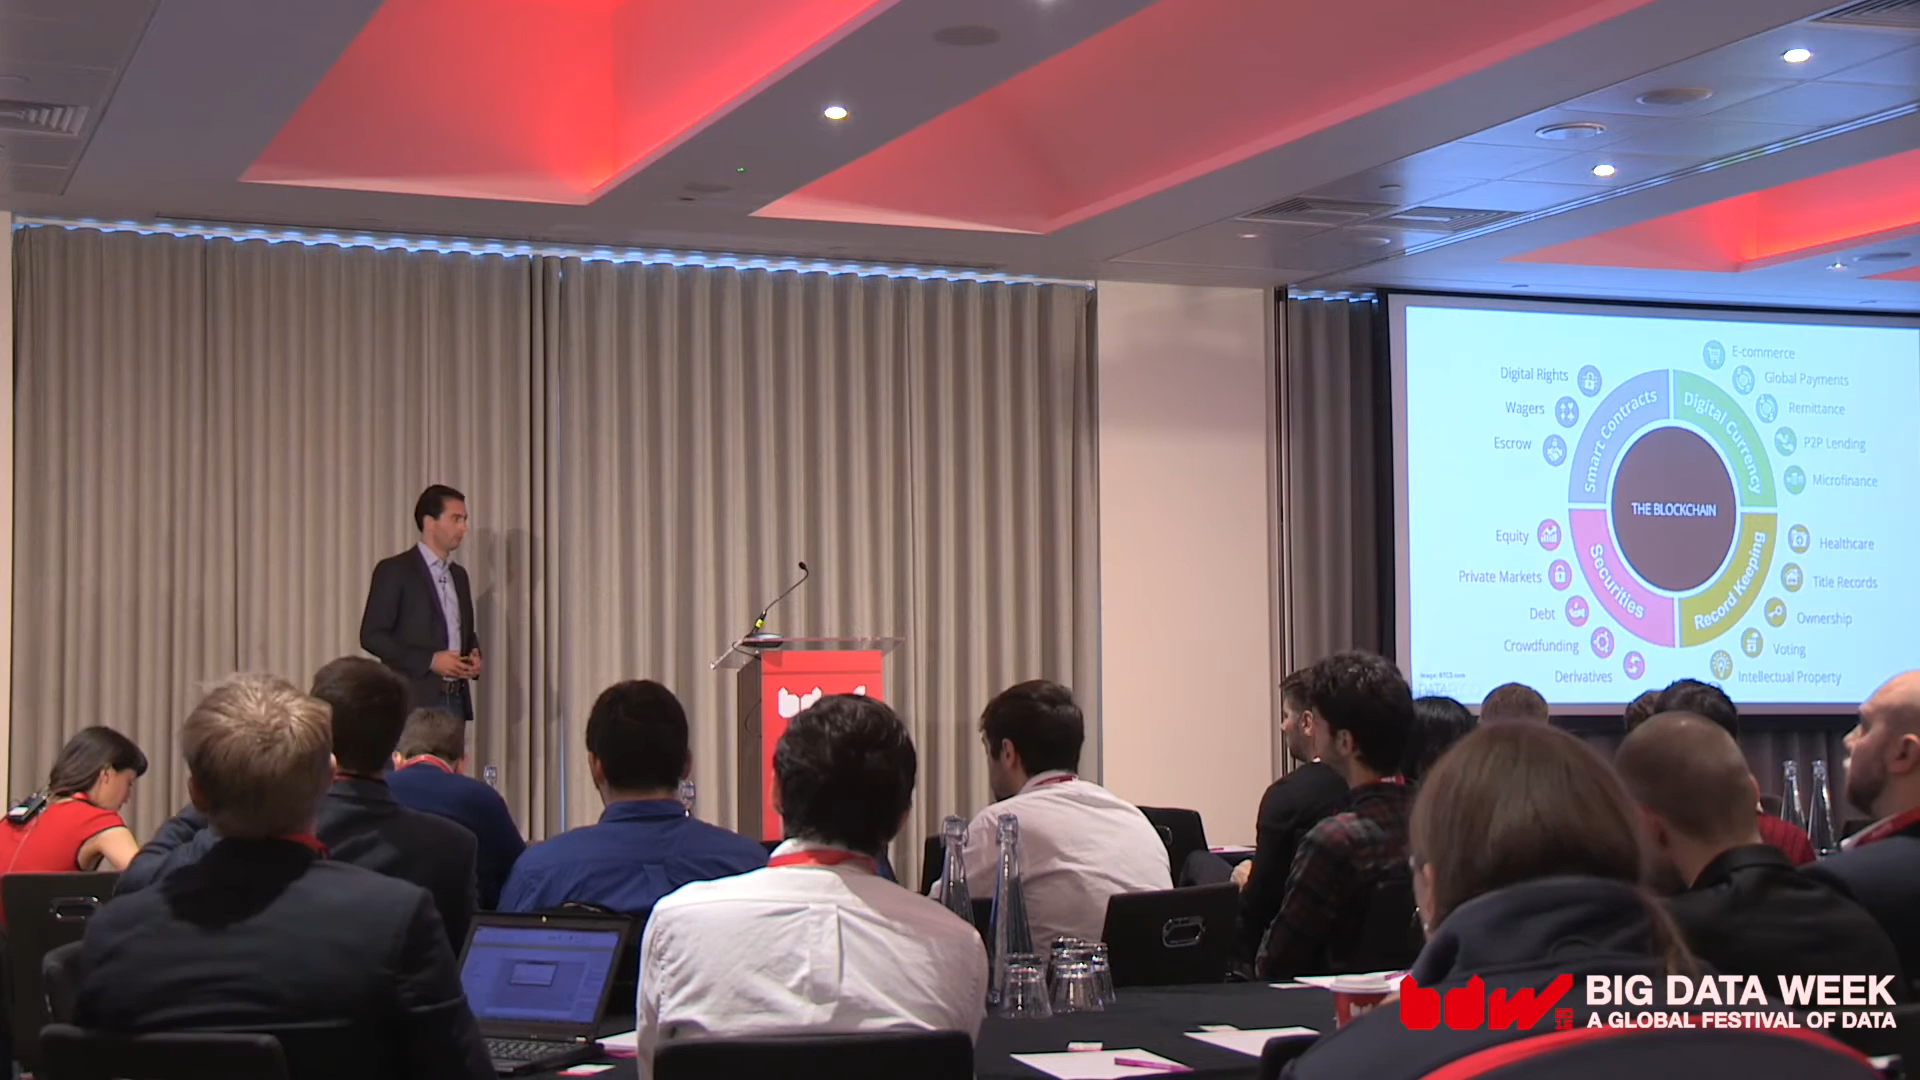 E-commerce
Digital Rights
Global Payments
Wagers
Remittance
Escrow
P2P Lending
Microfinance
Smart Contracts
Digital Currency
THE BLOCKCHAIN
Equity
Healthcare
Private Markets
Title Records
Debt
Ownership
Crowdfunding
Voting
Derivatives
Intellectual Property
Securities
Record Keeping
bdw
BIG DATA WEEK
A GLOBAL FESTIVAL OF DATA